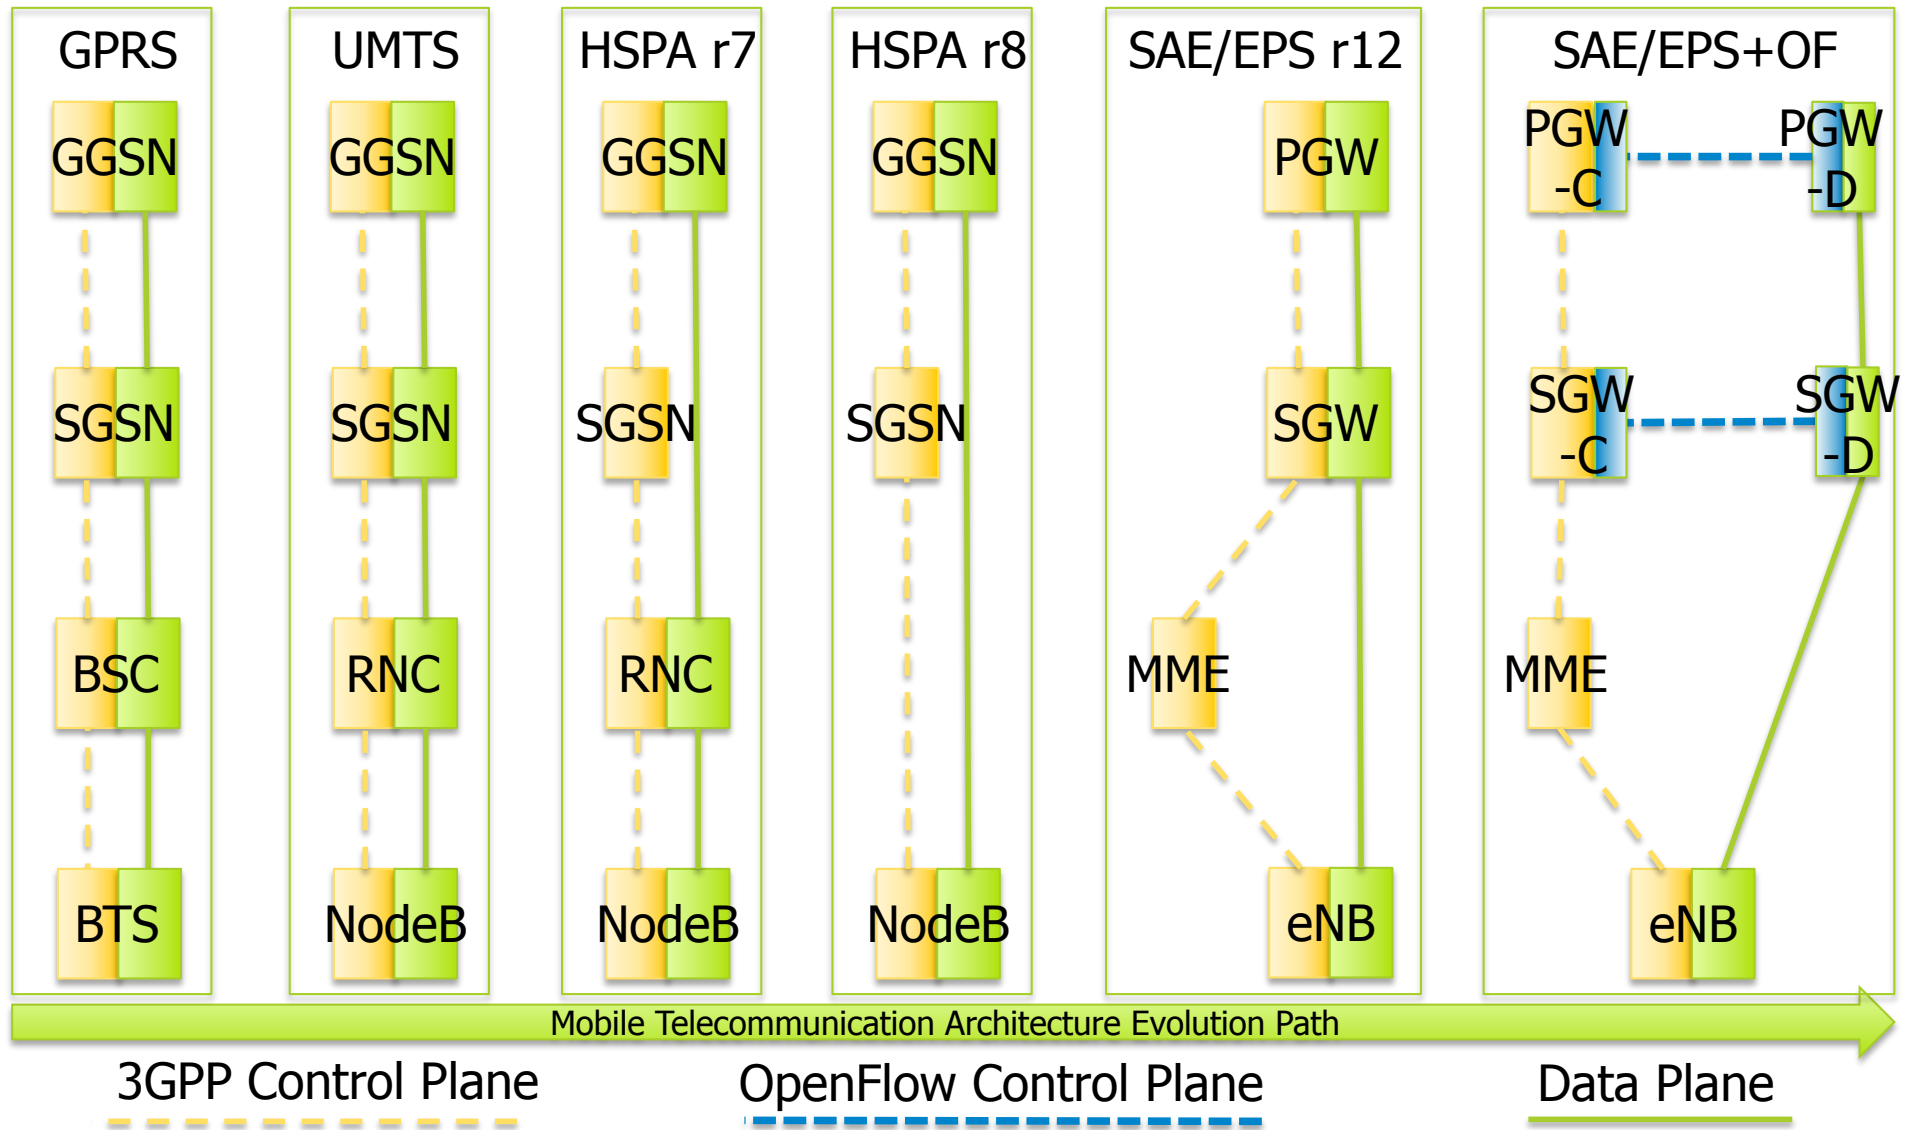 GPRS
UMTS
HSPA r7
HSPA r8
SAE/EPS r12
SAE/EPS+OF
GGSN
GGSN
GGSN
GGSN
PGW
PGW
-C
PGW
-D
SGSN
SGSN
SGSN
SGSN
SGW
SGW
-C
SGW
-D
BSC
RNC
RNC
MME
MME
BTS
NodeB
NodeB
NodeB
eNB
eNB
Mobile Telecommunication Architecture Evolution Path
3GPP Control Plane
OpenFlow Control Plane
Data Plane